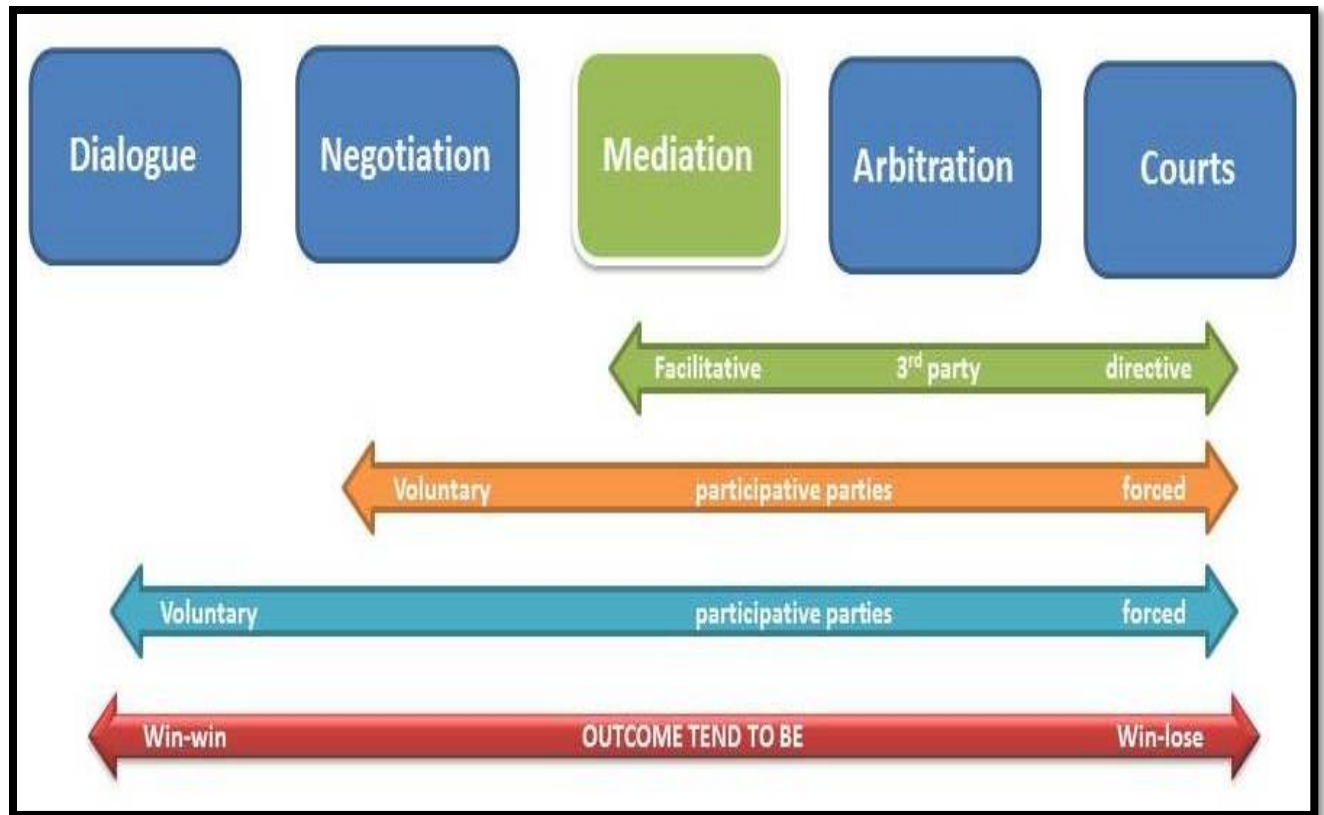 Dialogue
Negotiation
Mediation
Arbitration
Courts
Facilitative 3rd party directive
Voluntary participative parties forced
Voluntary participative parties forced
Win-win OUTCOME TEND TO BE Win-lose